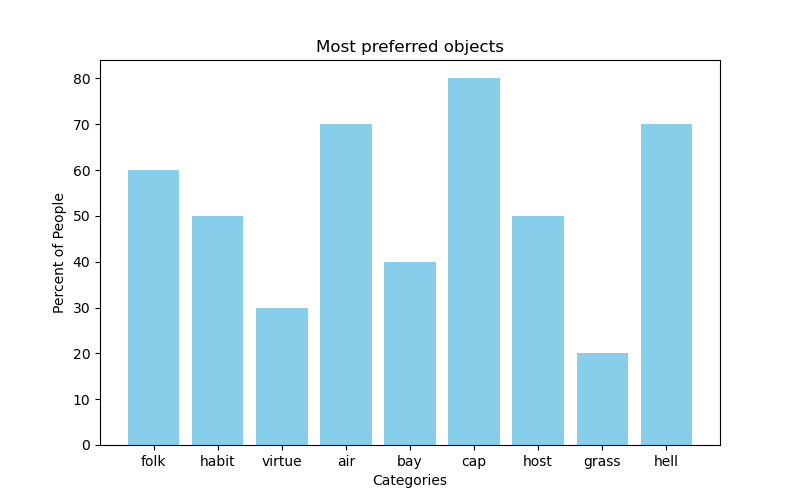 Most preferred objects
Percent of People
80
70
60
50
40
30
20
10
0
folk habit virtue air bay cap host grass hell
Categories